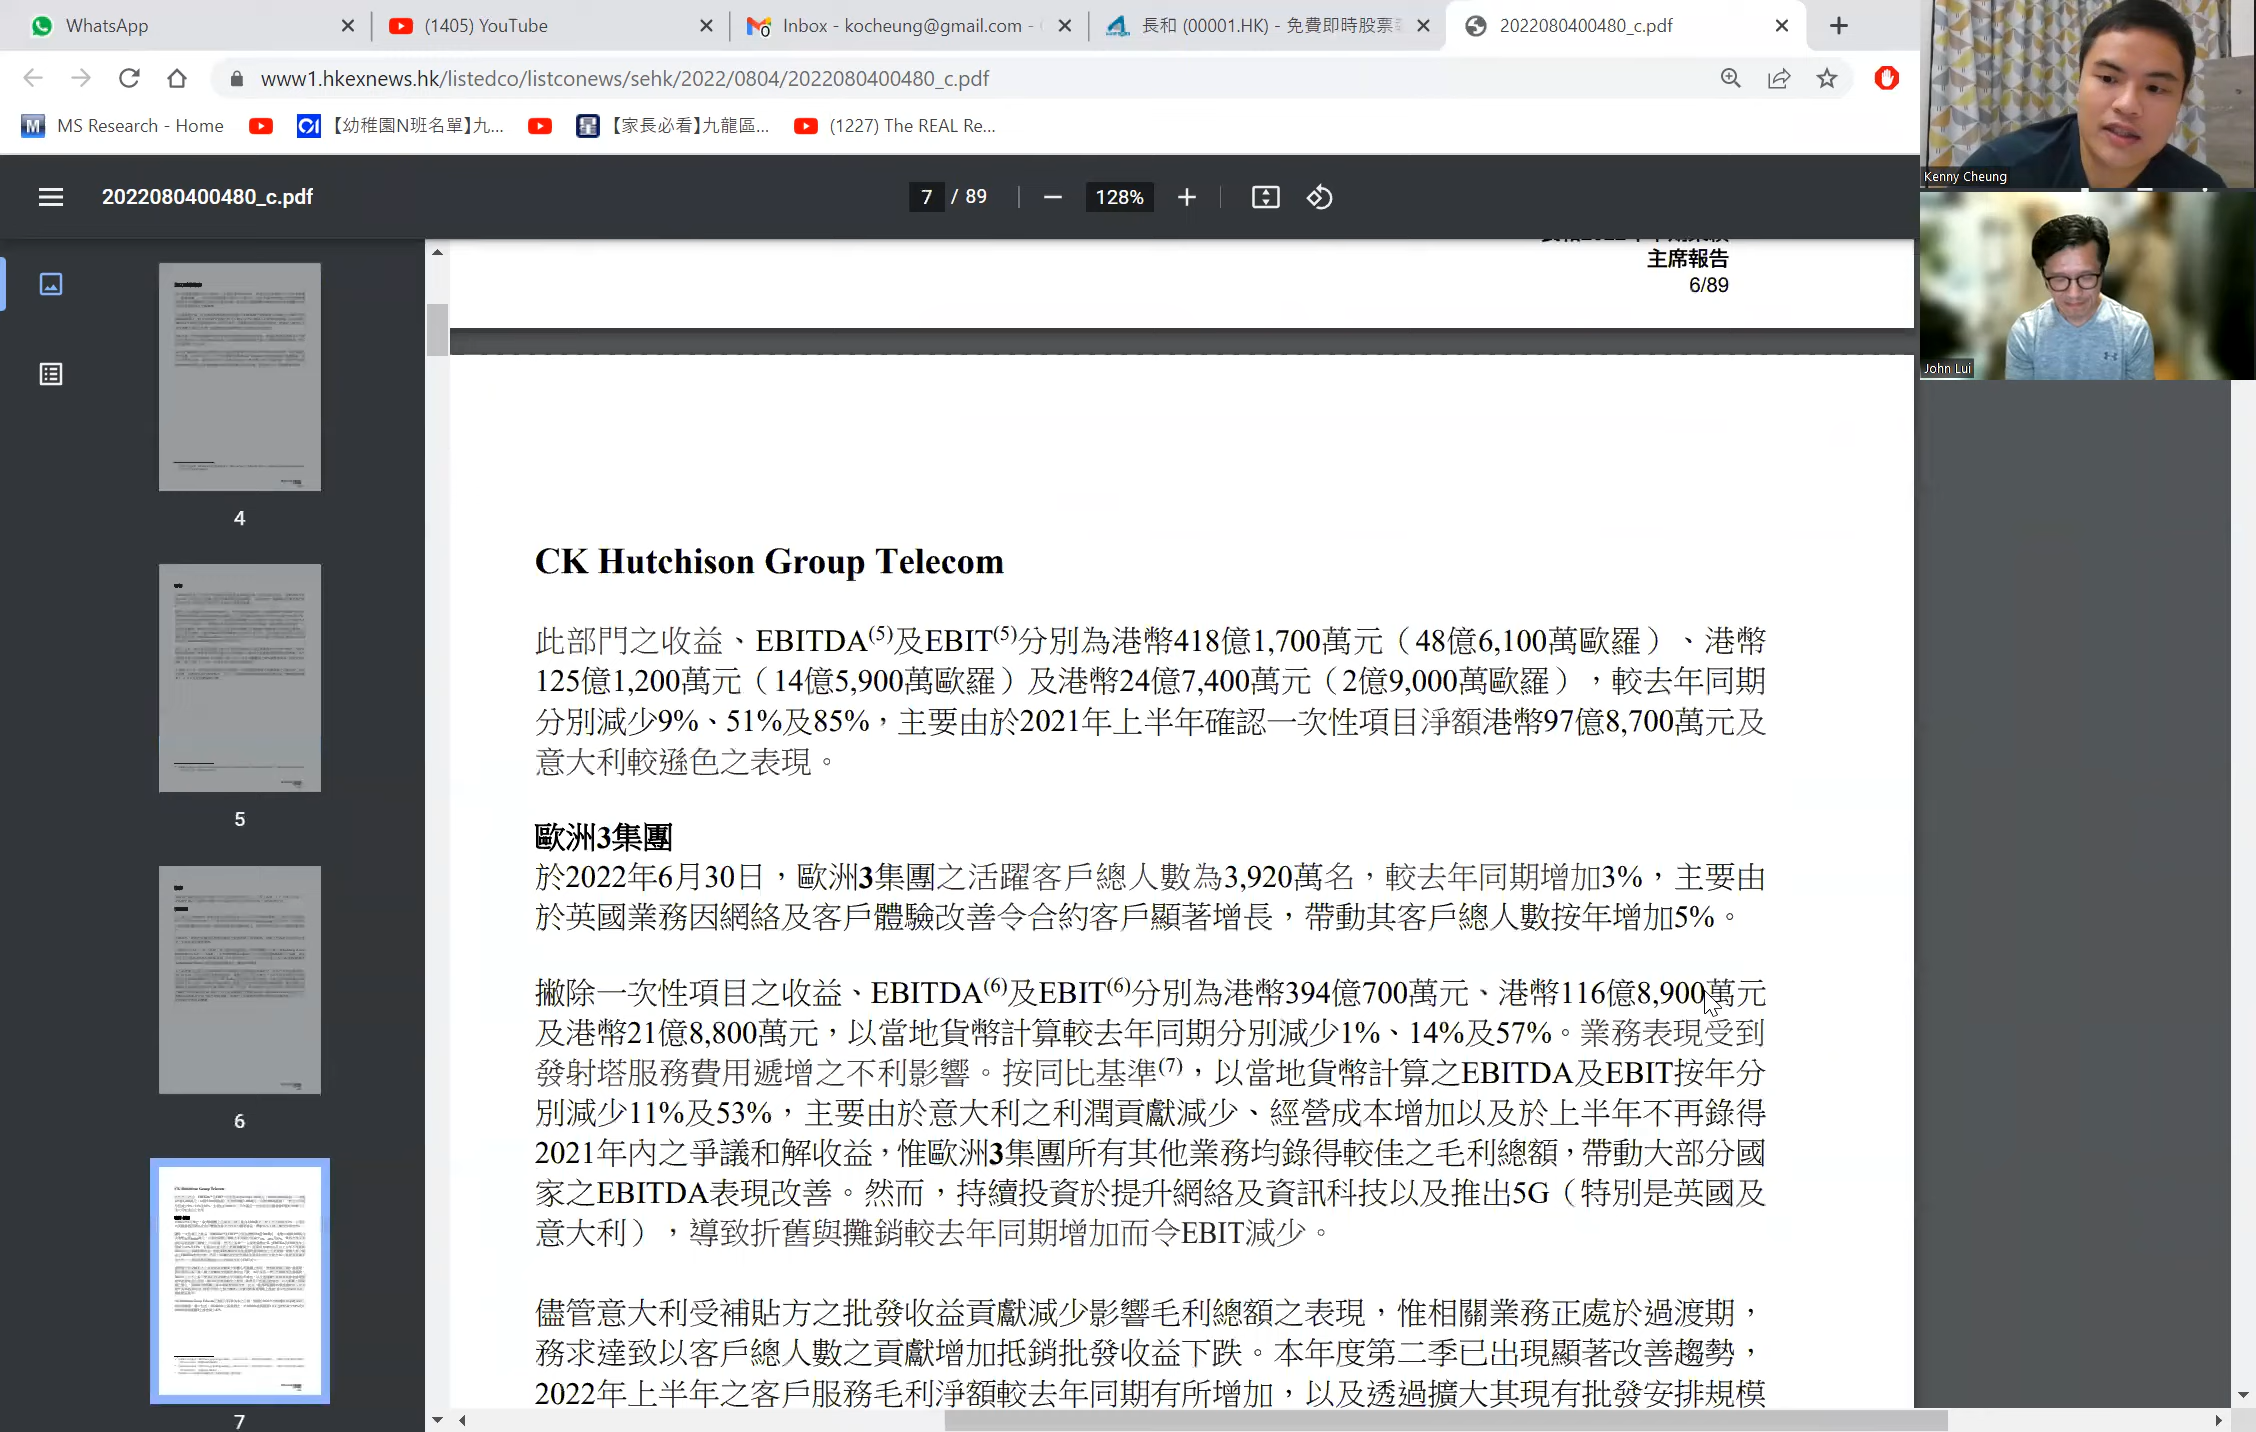 WhatsApp
(1405) YouTube
Inbox - kocheung@gmail.com -
長和 (00001.HK) - 免費即時股票
2022080400480_c.pdf
www1.hkexnews.hk/listedco/listconews/sehk/2022/0804/2022080400480_c.pdf
MS Research - Home
【幼稚園N班名單】九...
【家長必看】九龍區...
(1227) The REAL Re...
Kenny Cheung
John Lui
2022080400480_c.pdf
7 / 89
128%
4
5
6
7
主席報告
6/89
CK Hutchison Group Telecom
此部門之收益、EBITDA(5)及EBIT(5)分別為港幣418億1,700萬元（48億6,100萬歐羅）、港幣
125億1,200萬元（14億5,900萬歐羅）及港幣24億7,400萬元（2億9,000萬歐羅），較去年同期
分別減少9%、51%及85%，主要由於2021年上半年確認一次性項目淨額港幣97億8,700萬元及
意大利較遜色之表現。
歐洲3集團
於2022年6月30日，歐洲3集團之活躍客戶總人數為3,920萬名，較去年同期增加3%，主要由
於英國業務因網絡及客戶體驗改善令合約客戶顯著增長，帶動其客戶總人數按年增加5%。
撇除一次性項目之收益、EBITDA(6)及EBIT(6)分別為港幣394億700萬元、港幣116億8,900萬元
及港幣21億8,800萬元，以當地貨幣計算較去年同期分別減少1%、14%及57%。業務表現受到
發射塔服務費用遞增之不利影響。按同比基準(7)，以當地貨幣計算之EBITDA及EBIT按年分
別減少11%及53%，主要由於意大利之利潤貢獻減少、經營成本增加以及於上半年不再錄得
2021年內之爭議和解收益，惟歐洲3集團所有其他業務均錄得較佳之毛利總額，帶動大部分國
家之EBITDA表現改善。然而，持續投資於提升網絡及資訊科技以及推出5G（特別是英國及
意大利），導致折舊與攤銷較去年同期增加而令EBIT減少。
儘管意大利受補貼方之批發收益貢獻減少影響毛利總額之表現，惟相關業務正處於過渡期，
務求達致以客戶總人數之貢獻增加抵銷批發收益下跌。本年度第二季已出現顯著改善趨勢，
2022年上半年之客戶服務毛利淨額較去年同期有所增加，以及透過擴大其現有批發安排規模